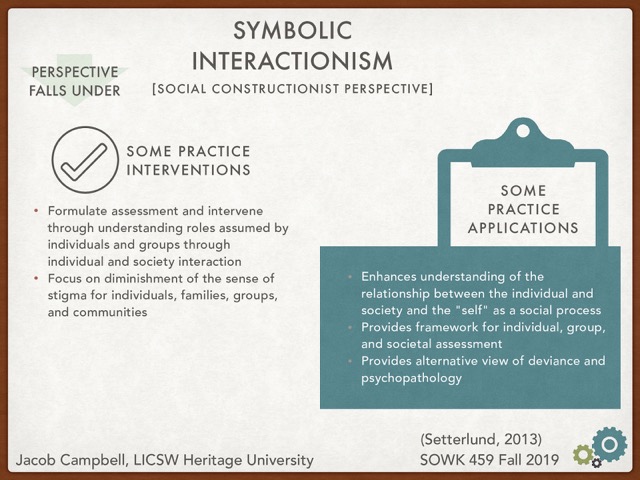 SYMBOLIC
INTERACTIONISM
PERSPECTIVE
FALLS UNDER
[SOCIAL CONSTRUCTIONIST PERSPECTIVE]
SOME PRACTICE
INTERVENTIONS
• Formulate assessment and intervene
through understanding roles assumed by
individuals and groups through
individual and society interaction
• Focus on diminishment of the sense of
stigma for individuals, families, groups,
and communities
SOME
PRACTICE
APPLICATIONS
• Enhances understanding of the
relationship between the individual and
society and the "self" as a social process
• Provides framework for individual, group,
and societal assessment
• Provides alternative view of deviance and
psychopathology
Jacob Campbell, LICSW Heritage University
(Setterlund, 2013)
SOWK 459 Fall 2019